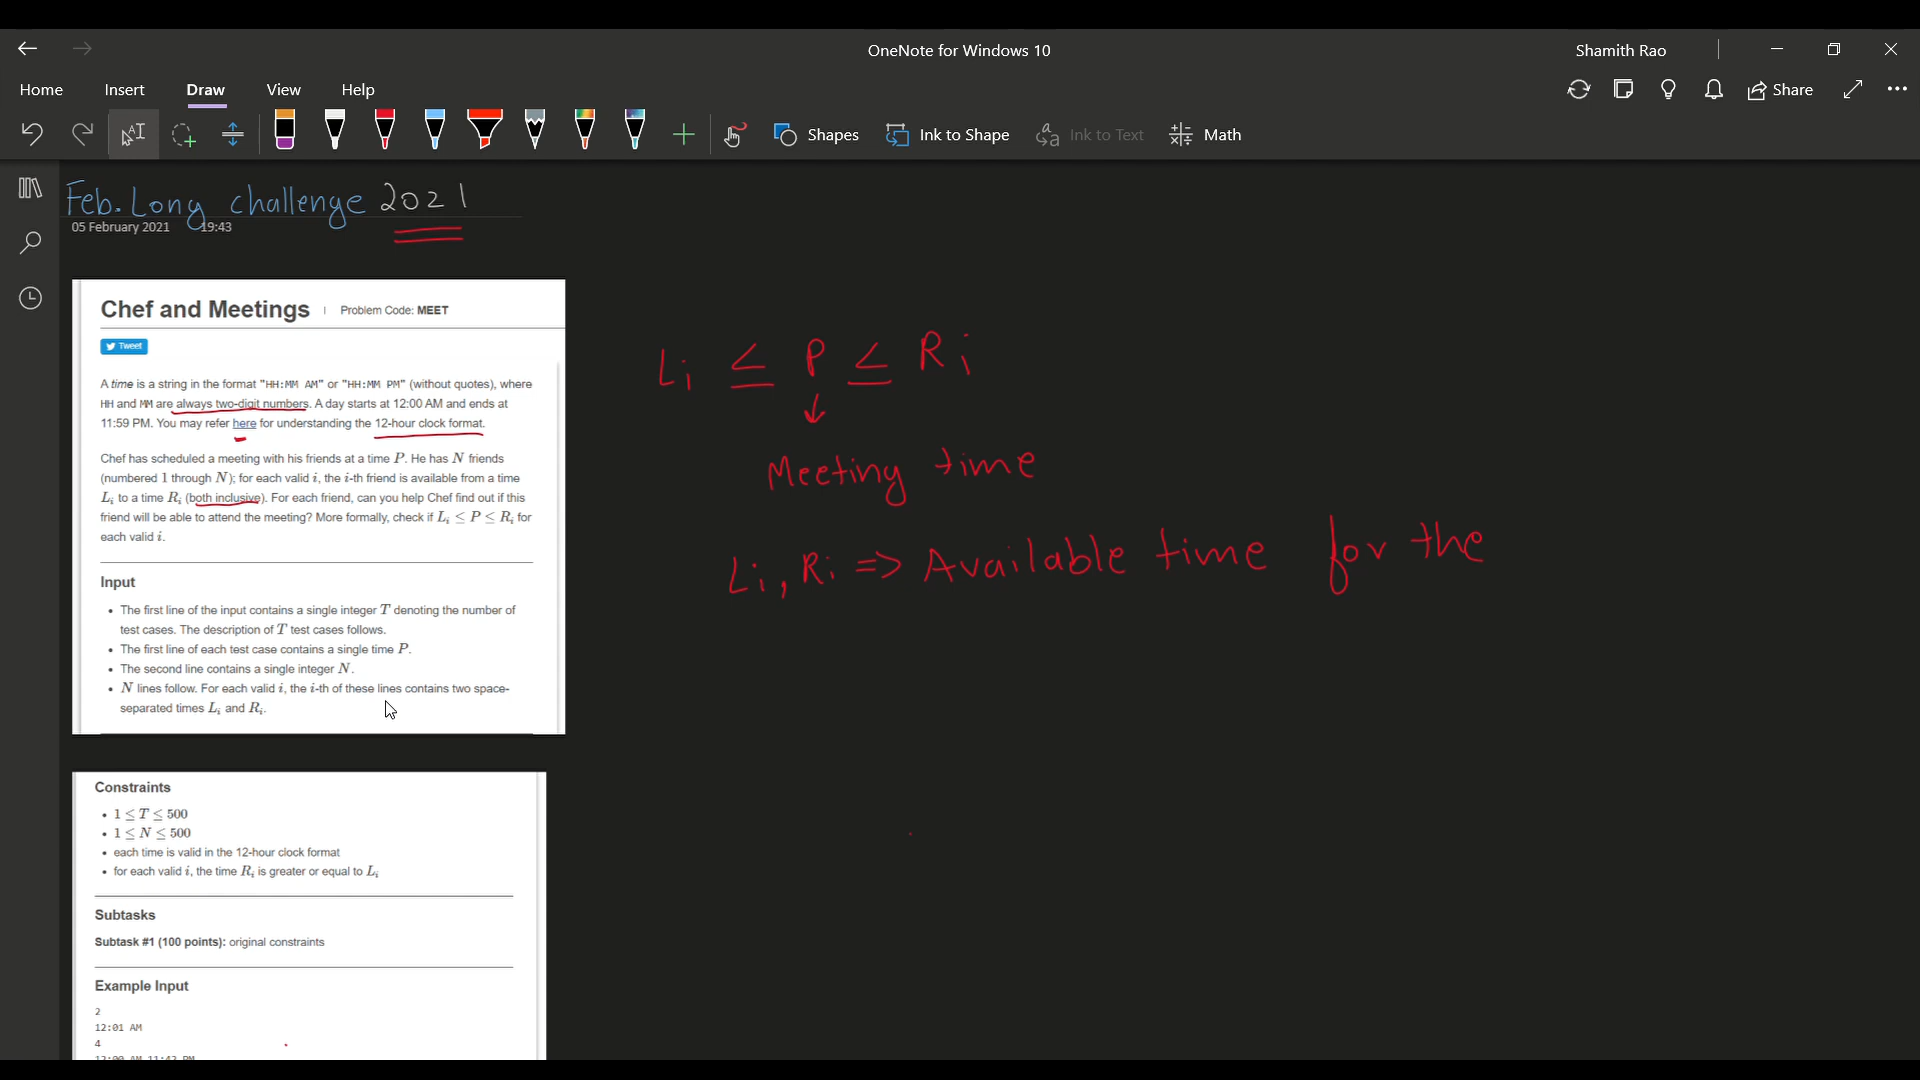 OneNote for Windows 10
Shamith Rao
Home Insert Draw View Help
Share
Shapes Ink to Shape Ink to Text Math
Feb. Long challenge 2021
05 February 2021 19:43
Chef and Meetings | Problem Code: MEET
Tweet
A time is a string in the format "HH:MM AM" or "HH:MM PM" (without quotes), where
HH and MM are always two-digit numbers. A day starts at 12:00 AM and ends at
11:59 PM. You may refer here for understanding the 12-hour clock format.
Chef has scheduled a meeting with his friends at a time P. He has N friends
(numbered 1 through N); for each valid i, the i-th friend is available from a time
Lᵢ to a time Rᵢ (both inclusive). For each friend, can you help Chef find out if this
friend will be able to attend the meeting? More formally, check if Lᵢ ≤ P ≤ Rᵢ for
each valid i.
Input
• The first line of the input contains a single integer T denoting the number of
test cases. The description of T test cases follows.
• The first line of each test case contains a single time P.
• The second line contains a single integer N.
• N lines follow. For each valid i, the i-th of these lines contains two space-
separated times Lᵢ and Rᵢ.
Constraints
• 1 ≤ T ≤ 500
• 1 ≤ N ≤ 500
• each time is valid in the 12-hour clock format
• for each valid i, the time Rᵢ is greater or equal to Lᵢ
Subtasks
Subtask #1 (100 points): original constraints
Example Input
2
12:01 AM
4
12:00 AM 11:42 PM
Li ≤ P ≤ Ri
↓
Meeting time
Li, Ri => Available time for the